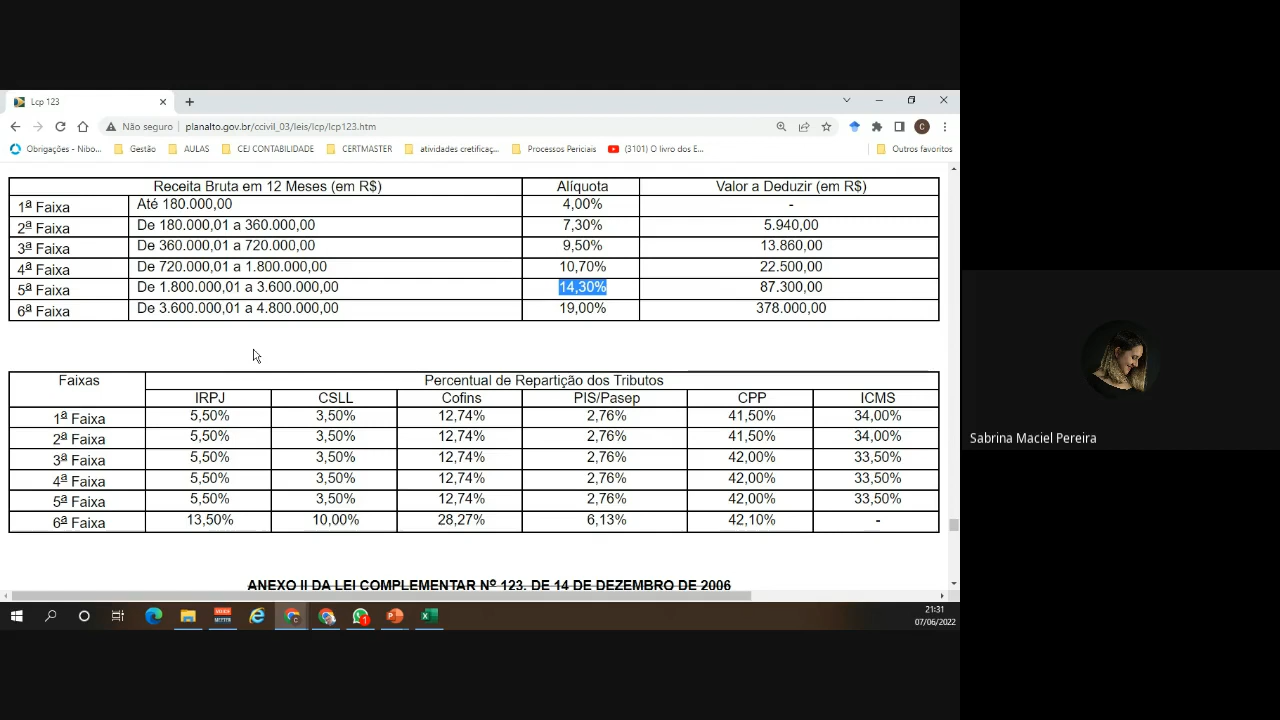 Lcp 123
Não seguro | planalto.gov.br/ccivil_03/leis/lcp/lcp123.htm
C
Obrigações - Nibo... Gestão AULAS CEJ CONTABILIDADE CERTMASTER atividades cretificaç... Processos Periciais (3101) O livro dos E... Outros favoritos
Receita Bruta em 12 Meses (em R$) Alíquota Valor a Deduzir (em R$)
1ª Faixa Até 180.000,00 4,00% -
2ª Faixa De 180.000,01 a 360.000,00 7,30% 5.940,00
3ª Faixa De 360.000,01 a 720.000,00 9,50% 13.860,00
4ª Faixa De 720.000,01 a 1.800.000,00 10,70% 22.500,00
5ª Faixa De 1.800.000,01 a 3.600.000,00 14,30% 87.300,00
6ª Faixa De 3.600.000,01 a 4.800.000,00 19,00% 378.000,00
Faixas Percentual de Repartição dos Tributos
IRPJ CSLL Cofins PIS/Pasep CPP ICMS
1ª Faixa 5,50% 3,50% 12,74% 2,76% 41,50% 34,00%
2ª Faixa 5,50% 3,50% 12,74% 2,76% 41,50% 34,00%
3ª Faixa 5,50% 3,50% 12,74% 2,76% 42,00% 33,50%
4ª Faixa 5,50% 3,50% 12,74% 2,76% 42,00% 33,50%
5ª Faixa 5,50% 3,50% 12,74% 2,76% 42,00% 33,50%
6ª Faixa 13,50% 10,00% 28,27% 6,13% 42,10% -
ANEXO II DA LEI COMPLEMENTAR Nº 123, DE 14 DE DEZEMBRO DE 2006
21:31
07/06/2022
Sabrina Maciel Pereira